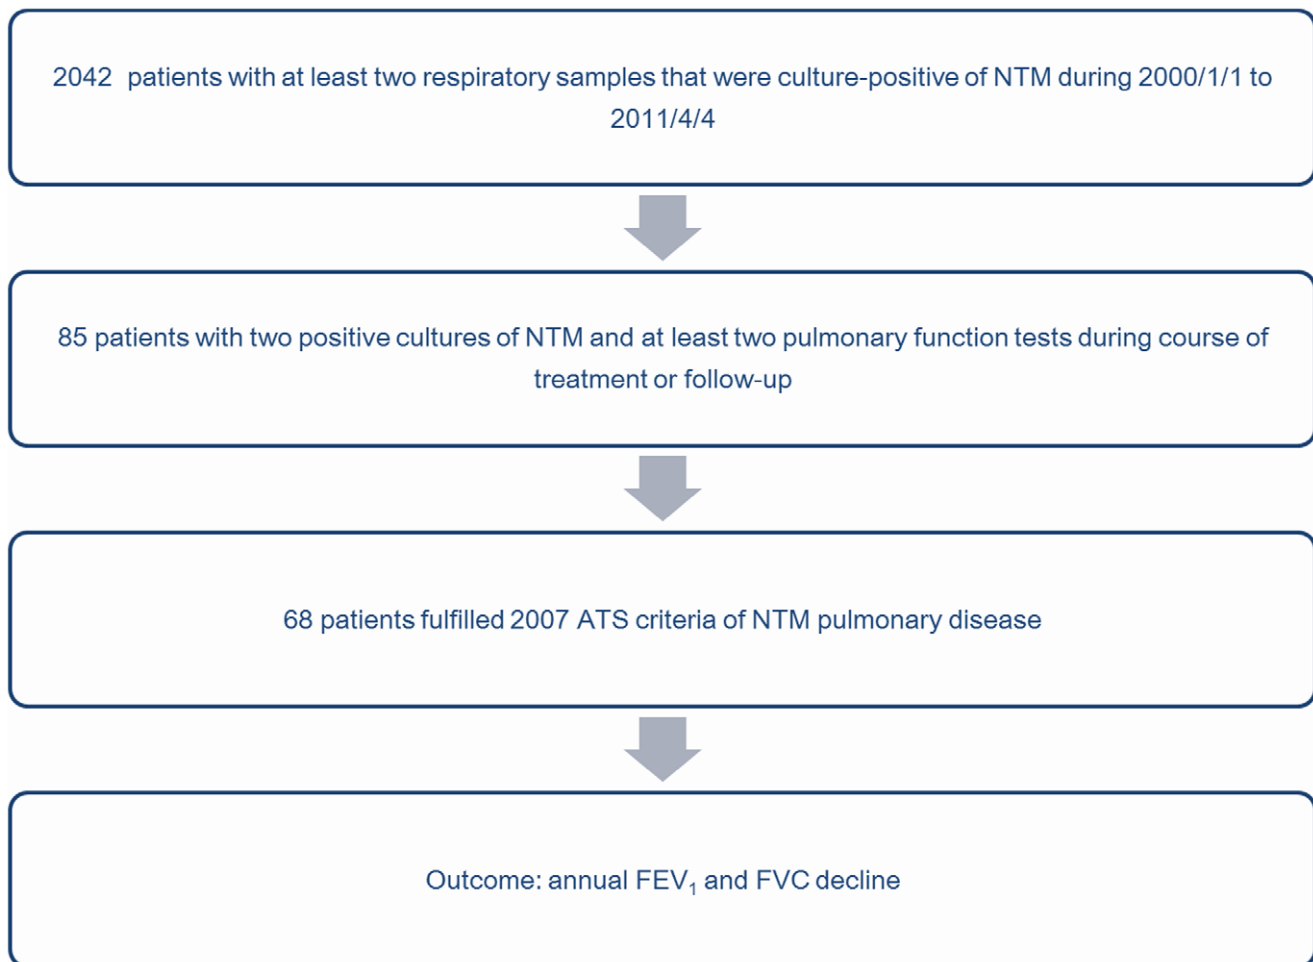 2042 patients with at least two respiratory samples that were culture-positive of NTM during 2000/1/1 to
2011/4/4
85 patients with two positive cultures of NTM and at least two pulmonary function tests during course of
treatment or follow-up
68 patients fulfilled 2007 ATS criteria of NTM pulmonary disease
Outcome: annual FEV₁ and FVC decline